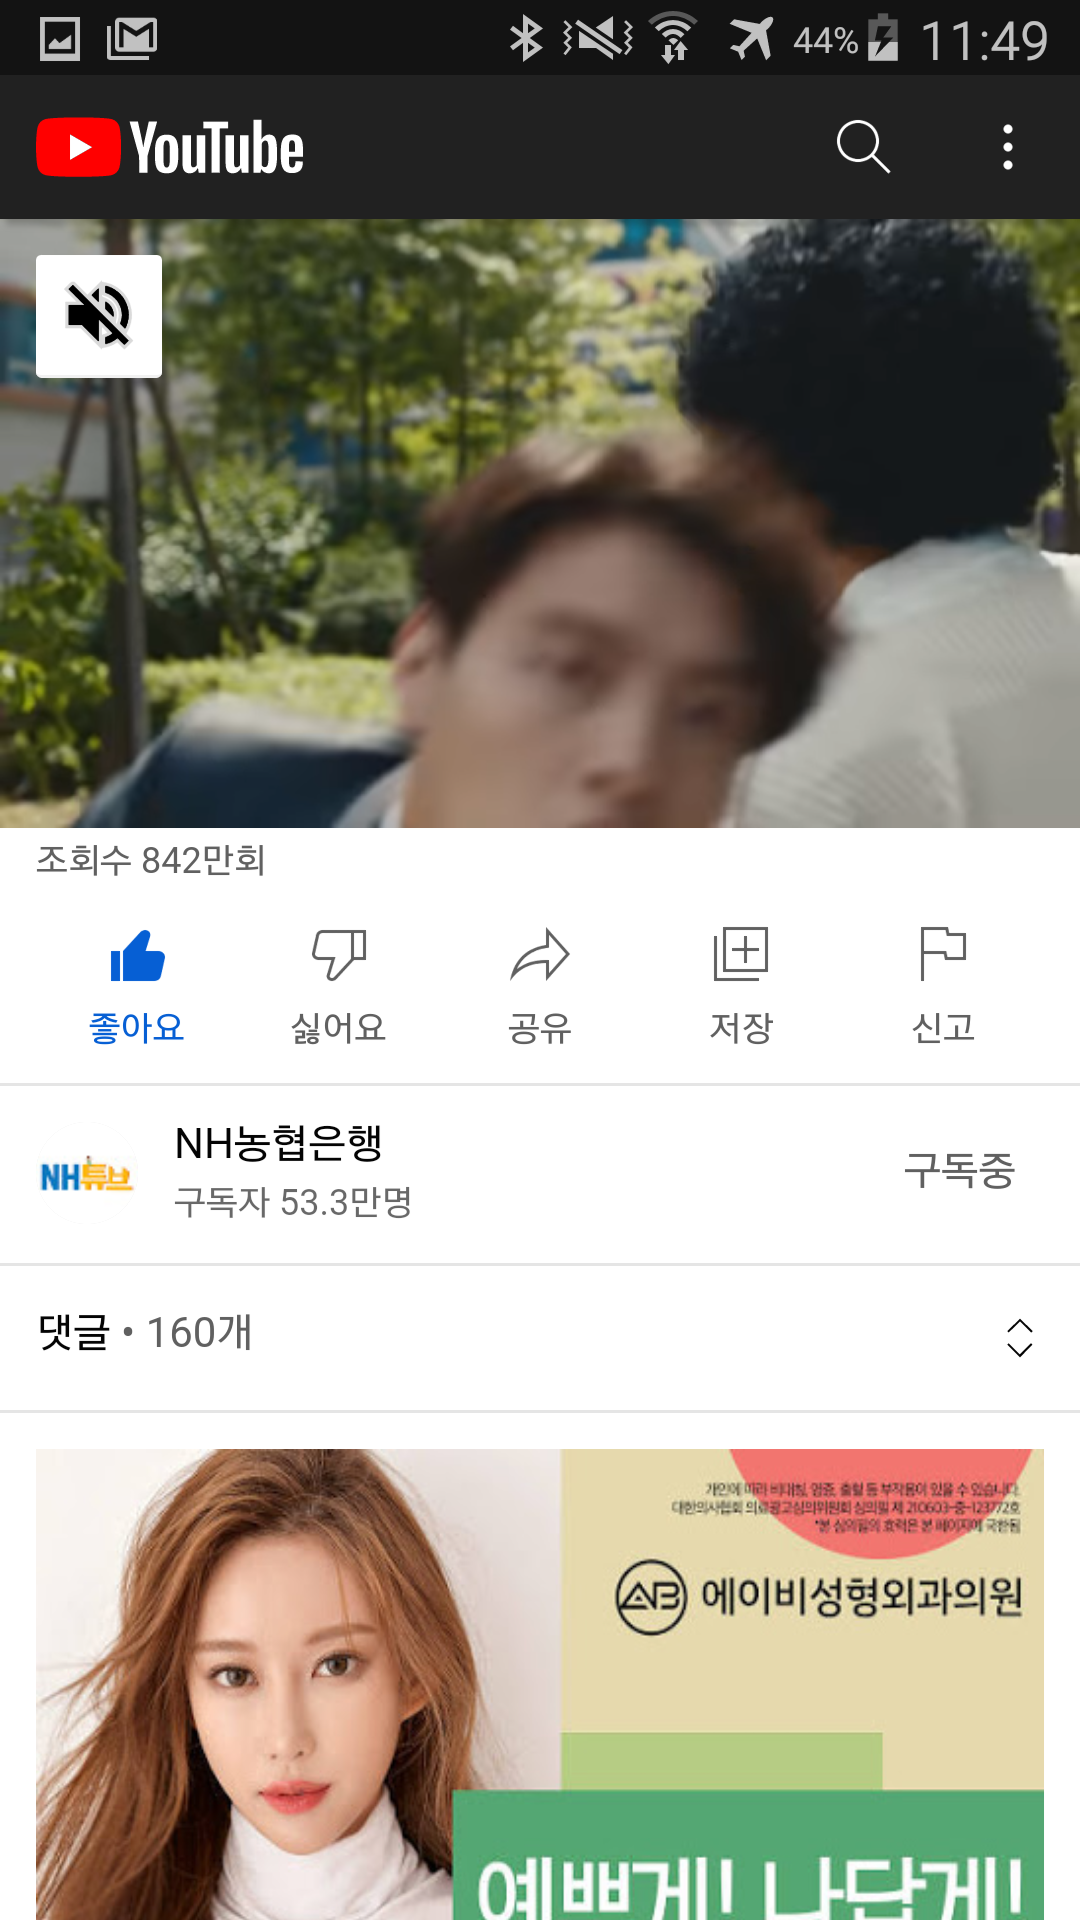 44% 11:49
YouTube
조회수 842만회
좋아요 싫어요 공유 저장 신고
NH튜브
NH농협은행
구독자 53.3만명
구독중
댓글 • 160개
개인에 따라 비대칭, 염증, 출혈 등 부작용이 있을 수 있습니다.
대한의사협회 의료광고심의위원회 심의필 제 210603-중-123772호
*본 심의필의 효력은 본 페이지에 국한됨
AB 에이비성형외과의원
예쁘게! 나답게!